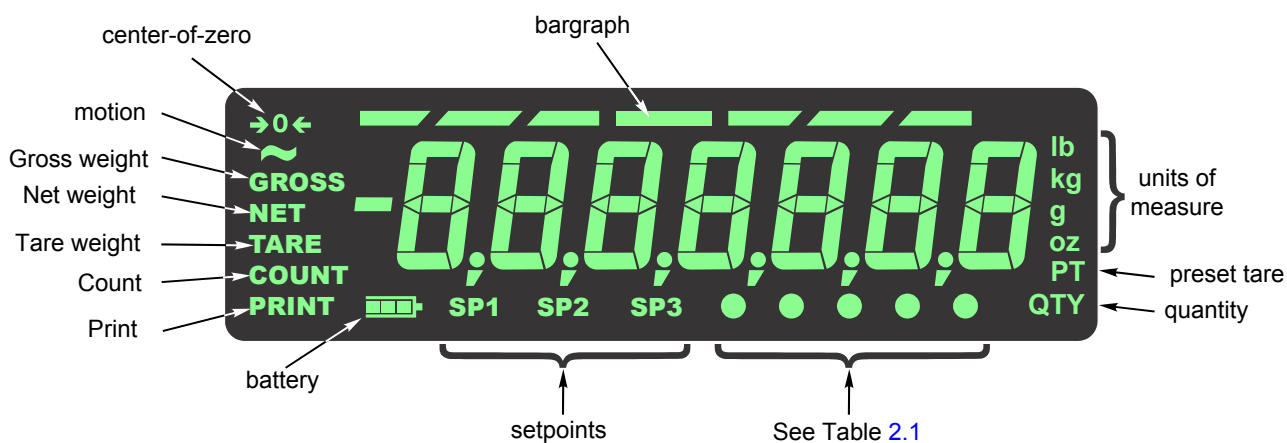 center-of-zero
bargraph
motion
Gross weight
Net weight
Tare weight
Count
Print
→0←
~
GROSS
NET
TARE
COUNT
PRINT
-8;8;8;8;8;8;8
SP1 SP2 SP3
lb
kg
g
oz
PT
QTY
units of
measure
preset tare
quantity
battery
setpoints
See Table 2.1